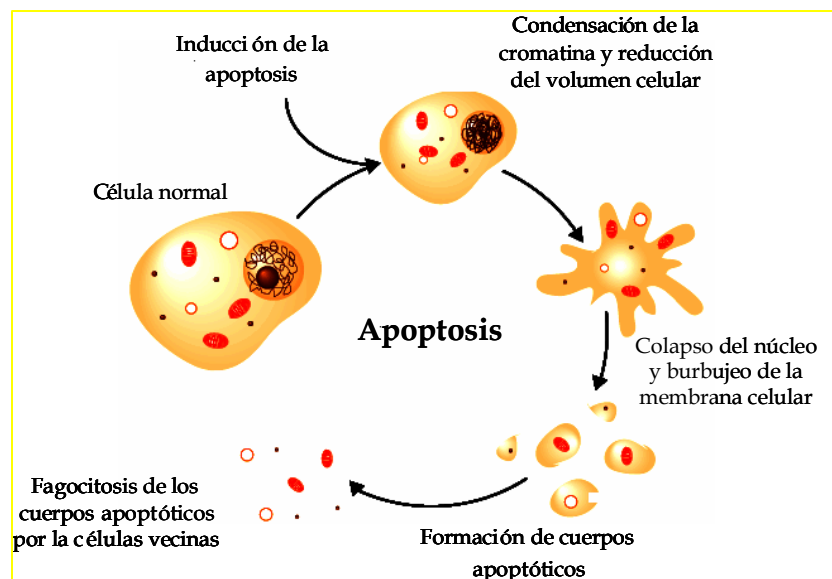 Inducci ón de la
apoptosis
Condensación de la
cromatina y reducción
del volumen celular
Célula normal
Apoptosis
Colapso del núcleo
y burbujeo de la
membrana celular
Fagocitosis de los
cuerpos apoptóticos
por la células vecinas
Formación de cuerpos
apoptóticos